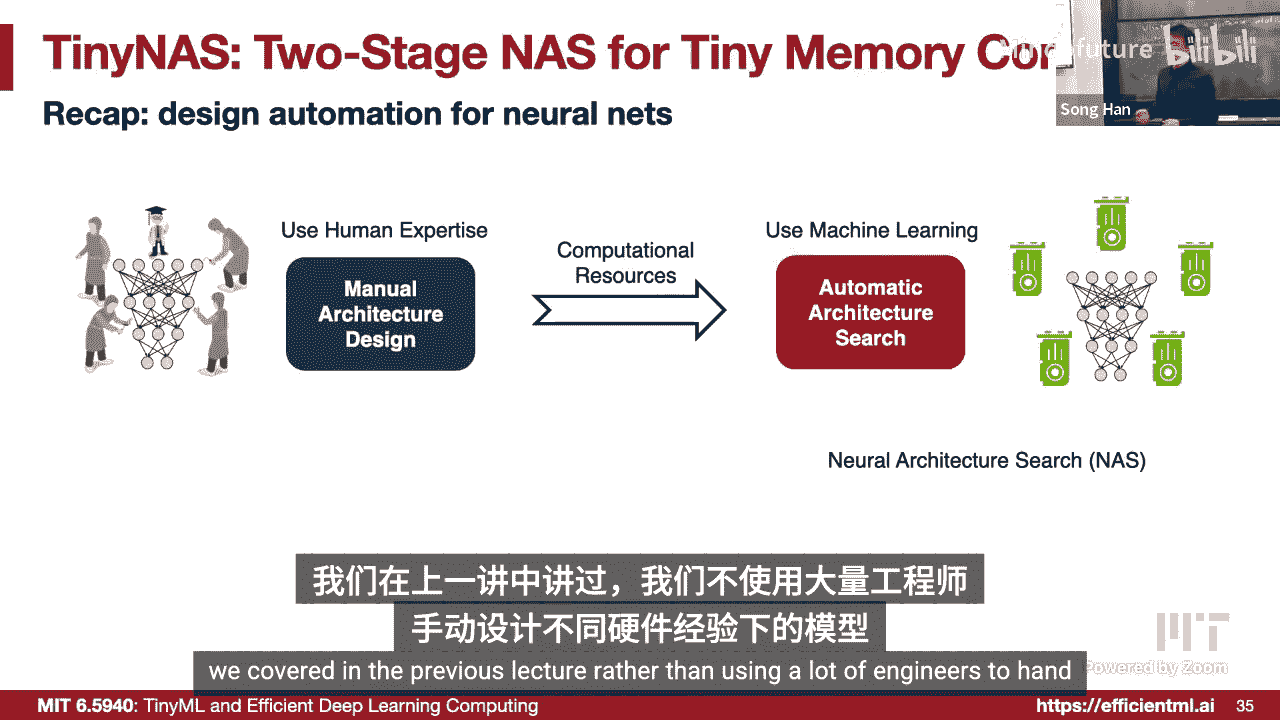 TinyNAS: Two-Stage NAS for Tiny Memory Co
Mindofuture bilibili
Song Han
Recap: design automation for neural nets
Use Human Expertise
Manual
Architecture
Design
Computational
Resources
Use Machine Learning
Automatic
Architecture
Search
Neural Architecture Search (NAS)
我们在上一讲中讲过，我们不使用大量工程师
手动设计不同硬件经验下的模型
we covered in the previous lecture rather than using a lot of engineers to hand
MIT
Powered by Zoom
MIT 6.5940: TinyML and Efficient Deep Learning Computing
https://efficientml.ai
35